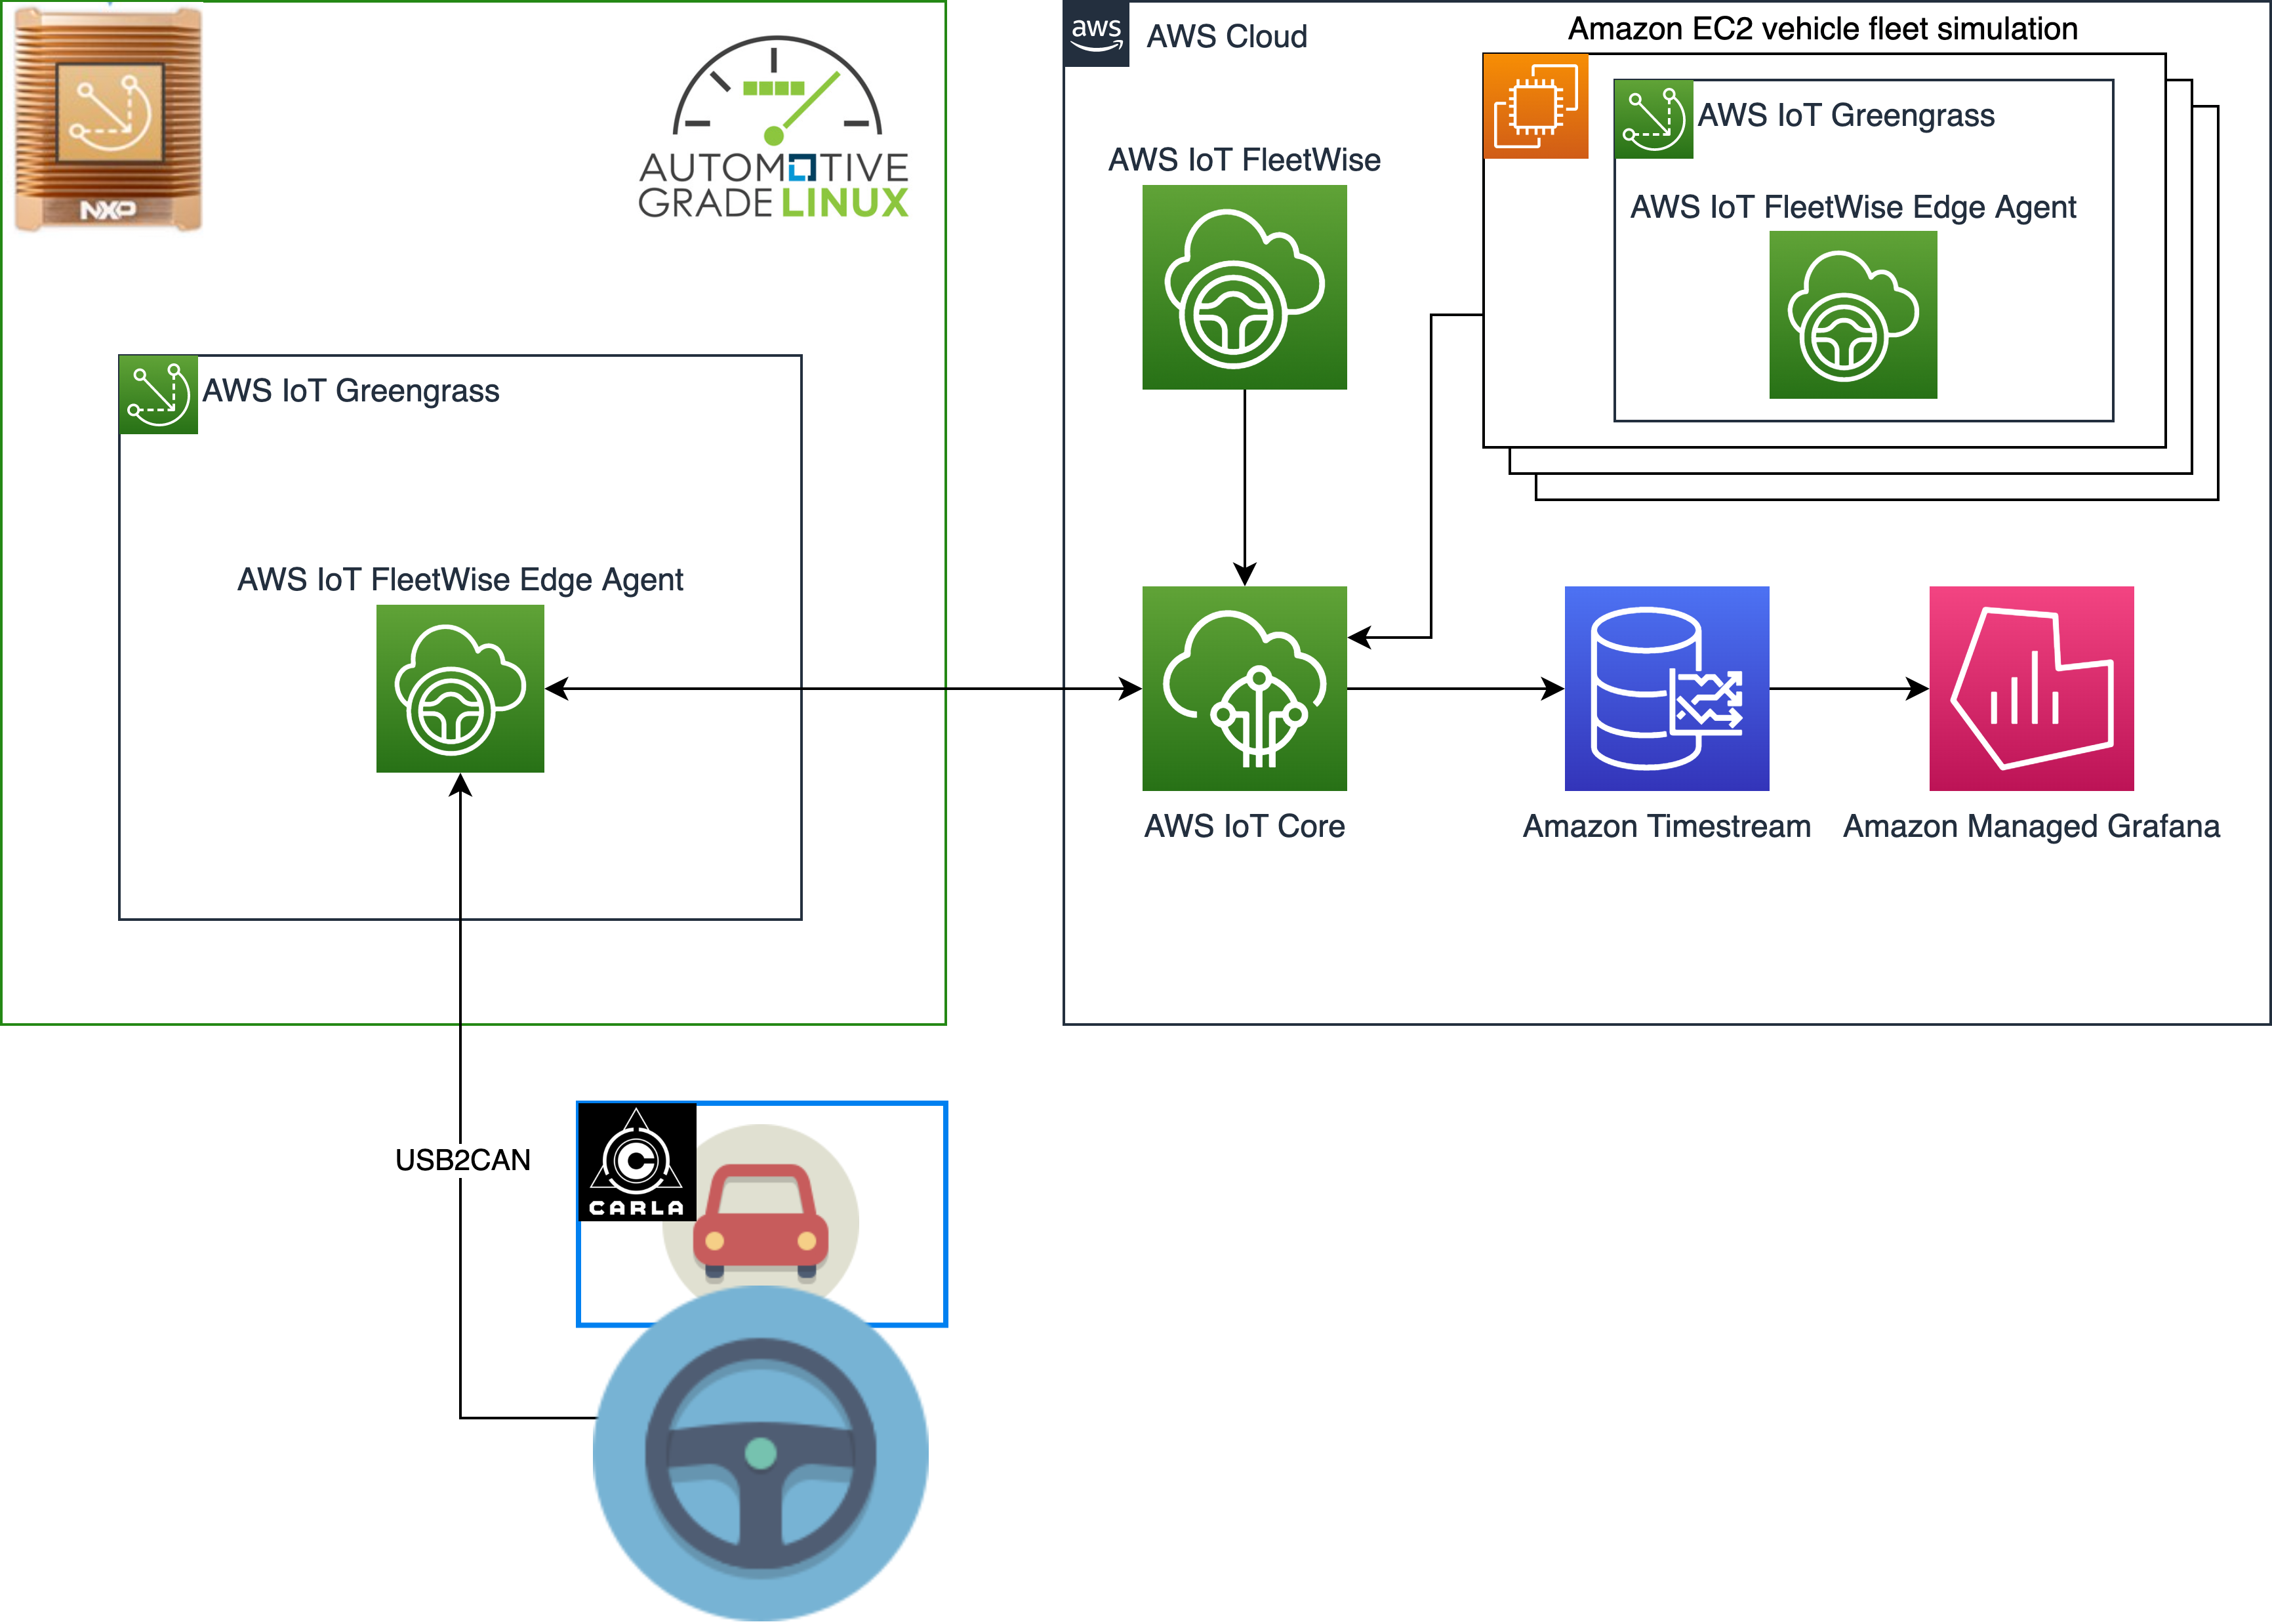 NXP
AUTOMOTIVE
GRADE LINUX
AWS IoT Greengrass
AWS IoT FleetWise Edge Agent
USB2CAN
CARLA
aws
AWS Cloud
AWS IoT FleetWise
Amazon EC2 vehicle fleet simulation
AWS IoT Greengrass
AWS IoT FleetWise Edge Agent
AWS IoT Core
Amazon Timestream
Amazon Managed Grafana